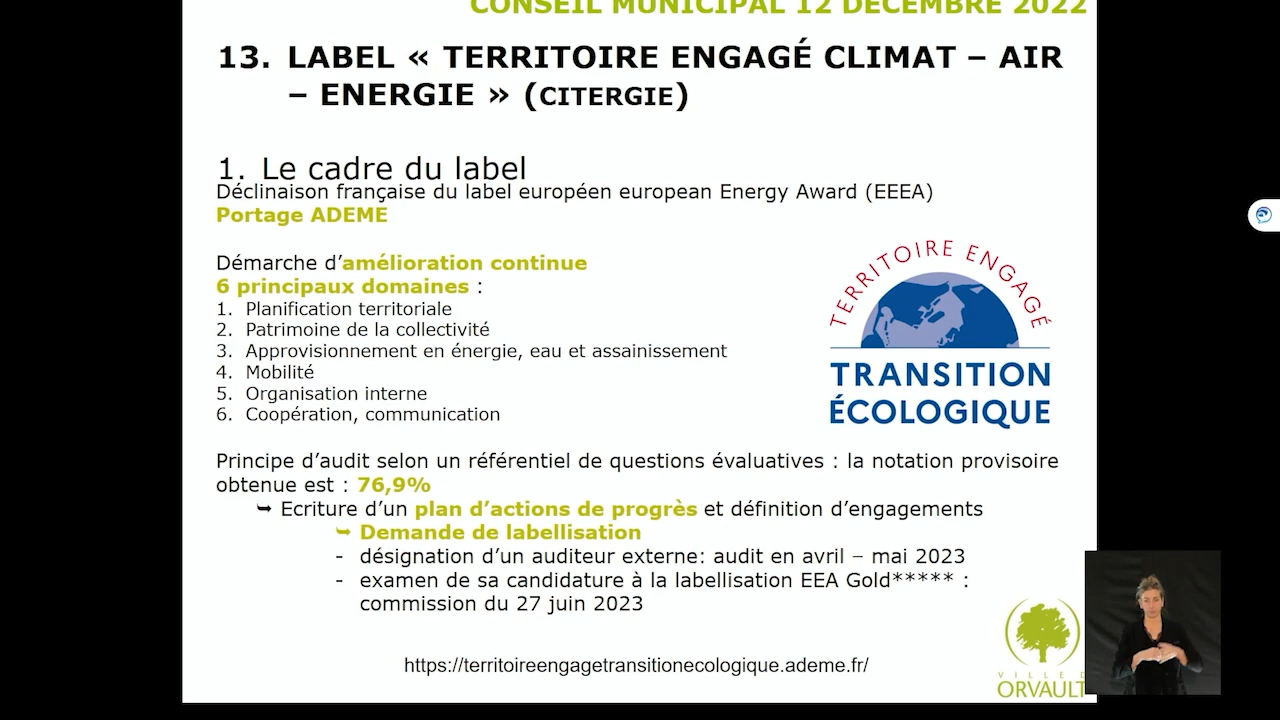 CONSEIL MUNICIPAL 12 DECEMBRE 2022
13. LABEL « TERRITOIRE ENGAGÉ CLIMAT – AIR
– ENERGIE » (CITERGIE)
1. Le cadre du label
Déclinaison française du label européen european Energy Award (EEEA)
Portage ADEME
Démarche d’amélioration continue
6 principaux domaines :
1. Planification territoriale
2. Patrimoine de la collectivité
3. Approvisionnement en énergie, eau et assainissement
4. Mobilité
5. Organisation interne
6. Coopération, communication
TERRITOIRE ENGAGÉ
TRANSITION
ÉCOLOGIQUE
Principe d’audit selon un référentiel de questions évaluatives : la notation provisoire
obtenue est : 76,9%
➥ Ecriture d’un plan d’actions de progrès et définition d’engagements
➥ Demande de labellisation
- désignation d’un auditeur externe: audit en avril – mai 2023
- examen de sa candidature à la labellisation EEA Gold***** :
commission du 27 juin 2023
https://territoireengagetransitionecologique.ademe.fr/
VILLE D
ORVAULT